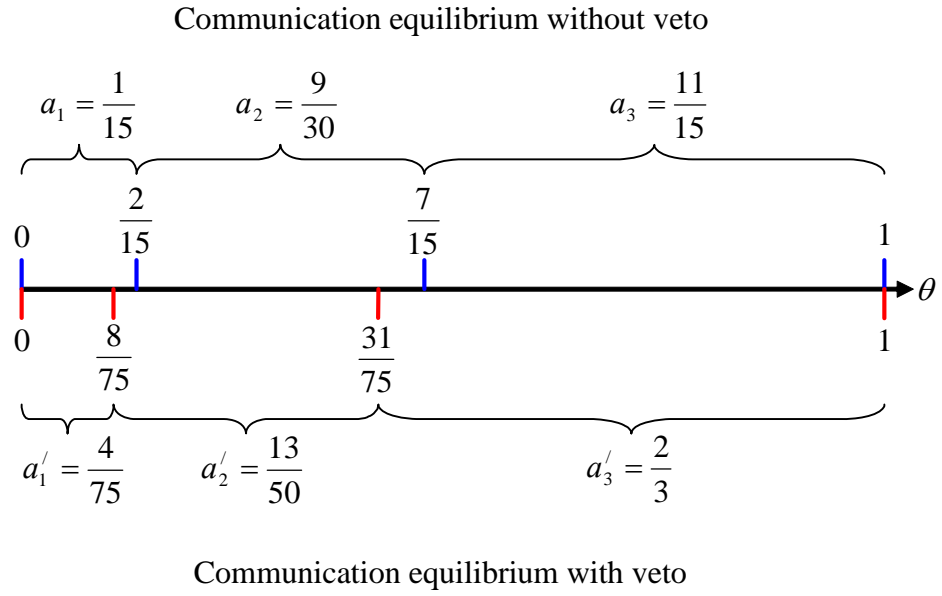 Communication equilibrium without veto
a₁ = 1/15 a₂ = 9/30 a₃ = 11/15
0 2/15 7/15 1
θ
0 8/75 31/75 1
a₁′ = 4/75 a₂′ = 13/50 a₃′ = 2/3
Communication equilibrium with veto